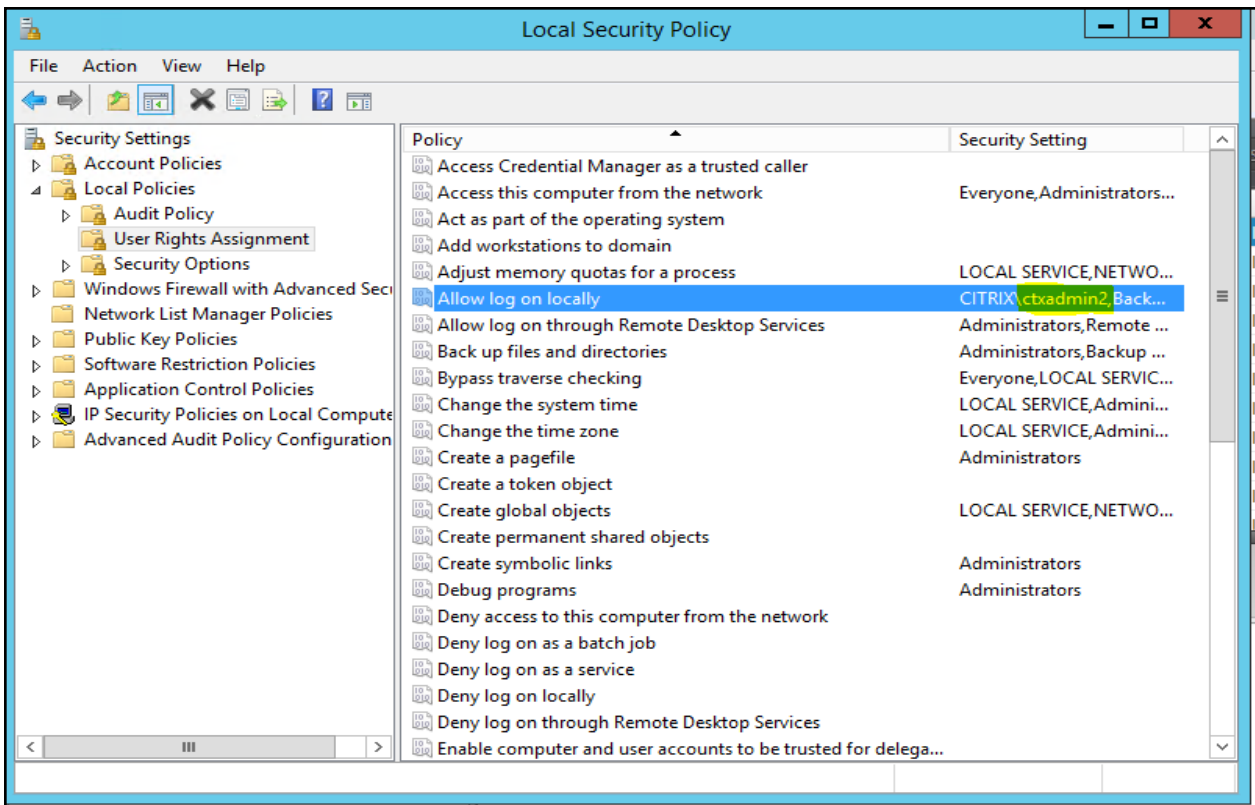 Local Security Policy
File Action View Help
Security Settings
Account Policies
Local Policies
Audit Policy
User Rights Assignment
Security Options
Windows Firewall with Advanced Secu
Network List Manager Policies
Public Key Policies
Software Restriction Policies
Application Control Policies
IP Security Policies on Local Compute
Advanced Audit Policy Configuration
Policy Security Setting
Access Credential Manager as a trusted caller
Access this computer from the network Everyone,Administrators...
Act as part of the operating system
Add workstations to domain
Adjust memory quotas for a process LOCAL SERVICE,NETWO...
Allow log on locally CITRIX\ctxadmin2,Back...
Allow log on through Remote Desktop Services Administrators,Remote ...
Back up files and directories Administrators,Backup ...
Bypass traverse checking Everyone,LOCAL SERVIC...
Change the system time LOCAL SERVICE,Admini...
Change the time zone LOCAL SERVICE,Admini...
Create a pagefile Administrators
Create a token object
Create global objects LOCAL SERVICE,NETWO...
Create permanent shared objects
Create symbolic links Administrators
Debug programs Administrators
Deny access to this computer from the network
Deny log on as a batch job
Deny log on as a service
Deny log on locally
Deny log on through Remote Desktop Services
Enable computer and user accounts to be trusted for delega...